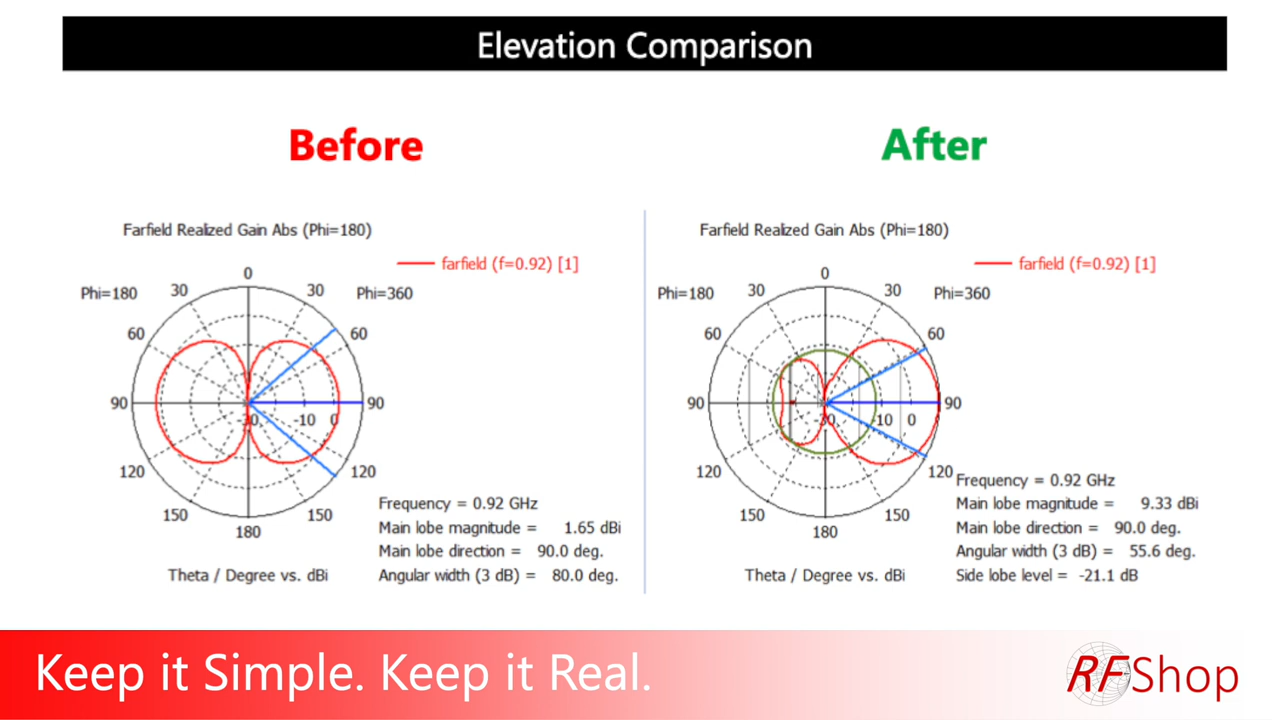 Elevation Comparison
Before
After
Farfield Realized Gain Abs (Phi=180)
farfield (f=0.92) [1]
0
Phi=180
30
30
Phi=360
60
60
90
-10
0
90
120
120
150
150
180
Frequency = 0.92 GHz
Main lobe magnitude = 1.65 dBi
Main lobe direction = 90.0 deg.
Angular width (3 dB) = 80.0 deg.
Theta / Degree vs. dBi
Farfield Realized Gain Abs (Phi=180)
farfield (f=0.92) [1]
0
Phi=180
30
30
Phi=360
60
60
90
-10
0
90
120
120
150
150
180
Frequency = 0.92 GHz
Main lobe magnitude = 9.33 dBi
Main lobe direction = 90.0 deg.
Angular width (3 dB) = 55.6 deg.
Side lobe level = -21.1 dB
Theta / Degree vs. dBi
Keep it Simple. Keep it Real.
RFShop